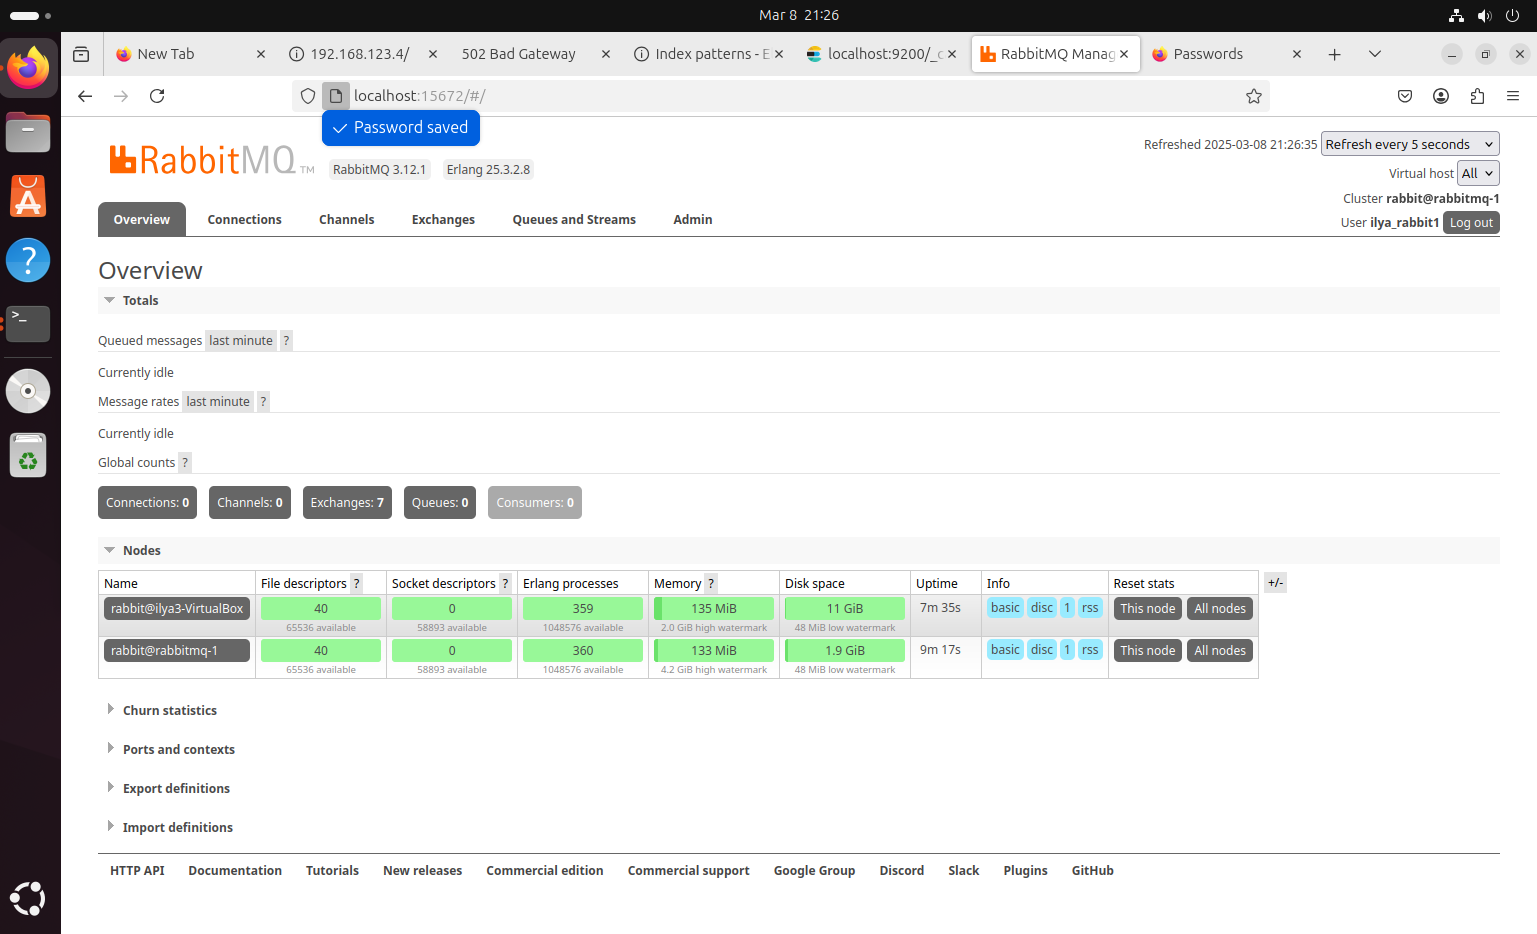 Mar 8 21:26
New Tab
192.168.123.4/
502 Bad Gateway
Index patterns - E
localhost:9200/_c
RabbitMQ Manag
Passwords
localhost:15672/#/
Password saved
RabbitMQ TM
RabbitMQ 3.12.1 Erlang 25.3.2.8
Refreshed 2025-03-08 21:26:35 Refresh every 5 seconds
Virtual host All
Cluster rabbit@rabbitmq-1
User ilya_rabbit1 Log out
Overview Connections Channels Exchanges Queues and Streams Admin
Overview
Totals
Queued messages last minute ?
Currently idle
Message rates last minute ?
Currently idle
Global counts ?
Connections: 0 Channels: 0 Exchanges: 7 Queues: 0 Consumers: 0
Nodes
Name File descriptors ? Socket descriptors ? Erlang processes Memory ? Disk space Uptime Info Reset stats +/-
rabbit@ilya3-VirtualBox 40 0 359 135 MiB 11 GiB 7m 35s basic disc 1 rss This node All nodes
65536 available 58893 available 1048576 available 2.0 GiB high watermark 48 MiB low watermark
rabbit@rabbitmq-1 40 0 360 133 MiB 1.9 GiB 9m 17s basic disc 1 rss This node All nodes
65536 available 58893 available 1048576 available 4.2 GiB high watermark 48 MiB low watermark
Churn statistics
Ports and contexts
Export definitions
Import definitions
HTTP API Documentation Tutorials New releases Commercial edition Commercial support Google Group Discord Slack Plugins GitHub